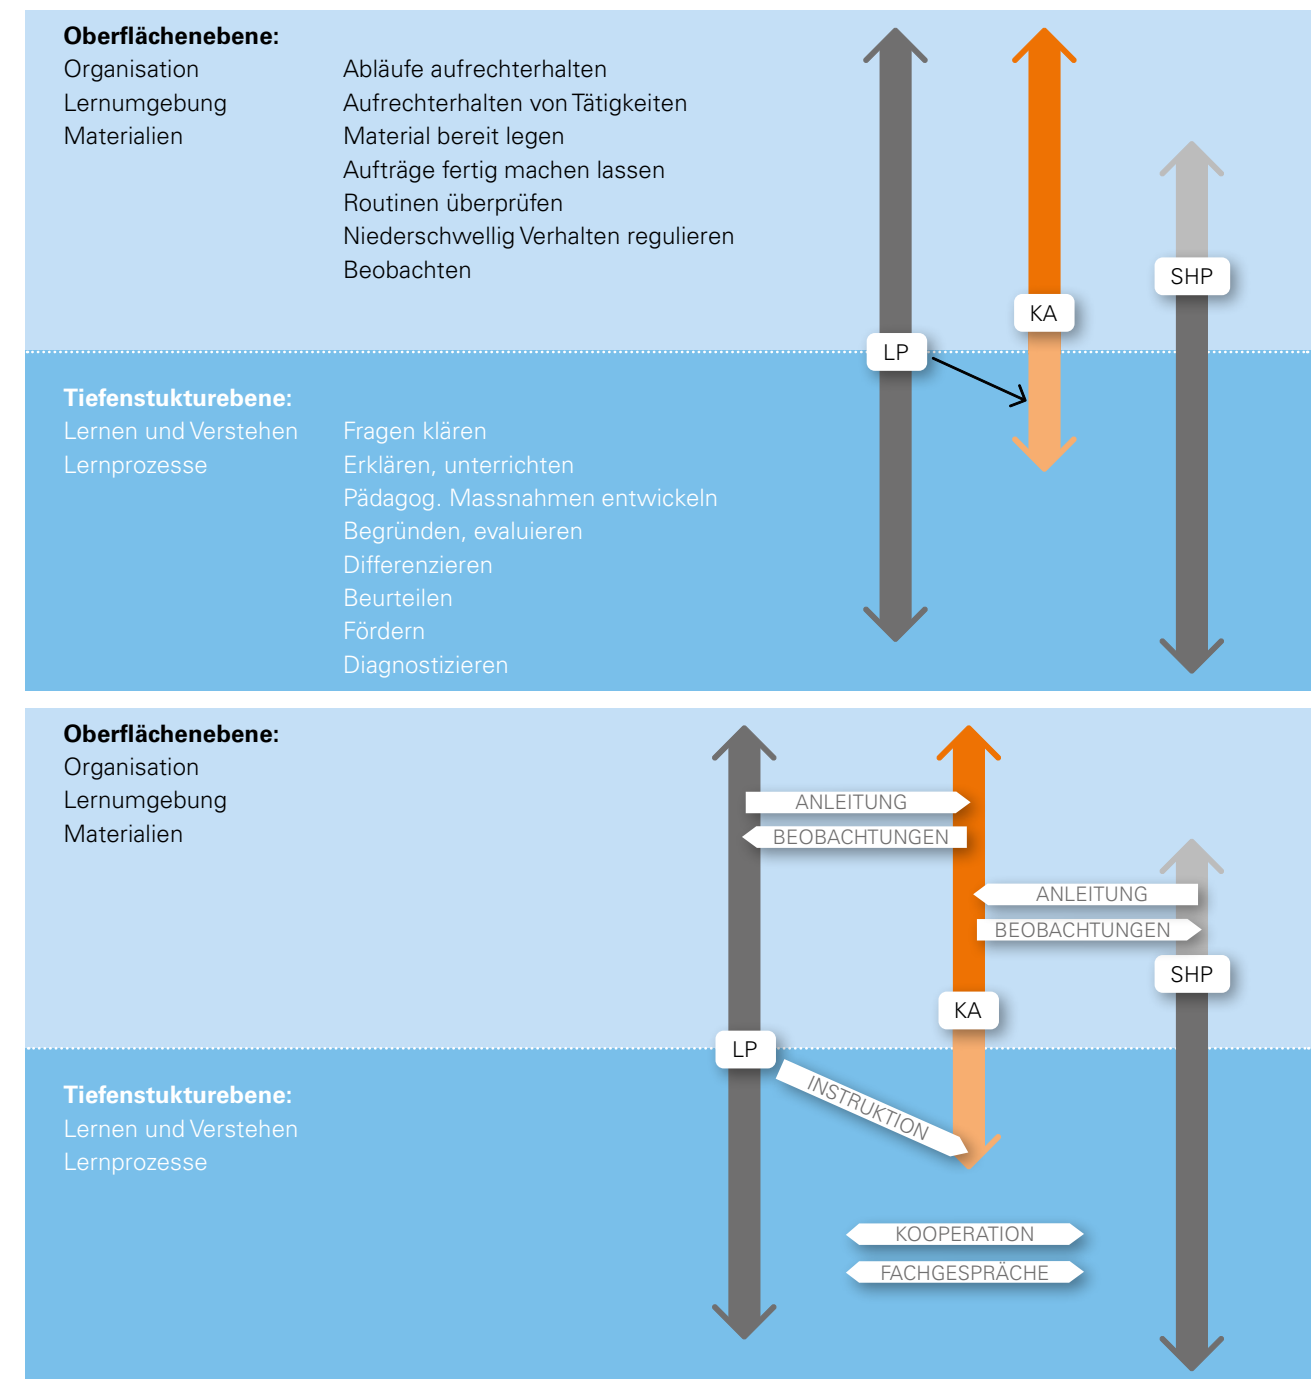 Oberflächenebene:
Organisation
Lernumgebung
Materialien
Abläufe aufrechterhalten
Aufrechterhalten von Tätigkeiten
Material bereit legen
Aufträge fertig machen lassen
Routinen überprüfen
Niederschwellig Verhalten regulieren
Beobachten
SHP
KA
LP
Tiefenstukturebene:
Lernen und Verstehen
Lernprozesse
Fragen klären
Erklären, unterrichten
Pädagog. Massnahmen entwickeln
Begründen, evaluieren
Differenzieren
Beurteilen
Fördern
Diagnostizieren
Oberflächenebene:
Organisation
Lernumgebung
Materialien
ANLEITUNG
BEOBACHTUNGEN
ANLEITUNG
BEOBACHTUNGEN
SHP
KA
LP
Tiefenstukturebene:
Lernen und Verstehen
Lernprozesse
INSTRUKTION
KOOPERATION
FACHGESPRÄCHE